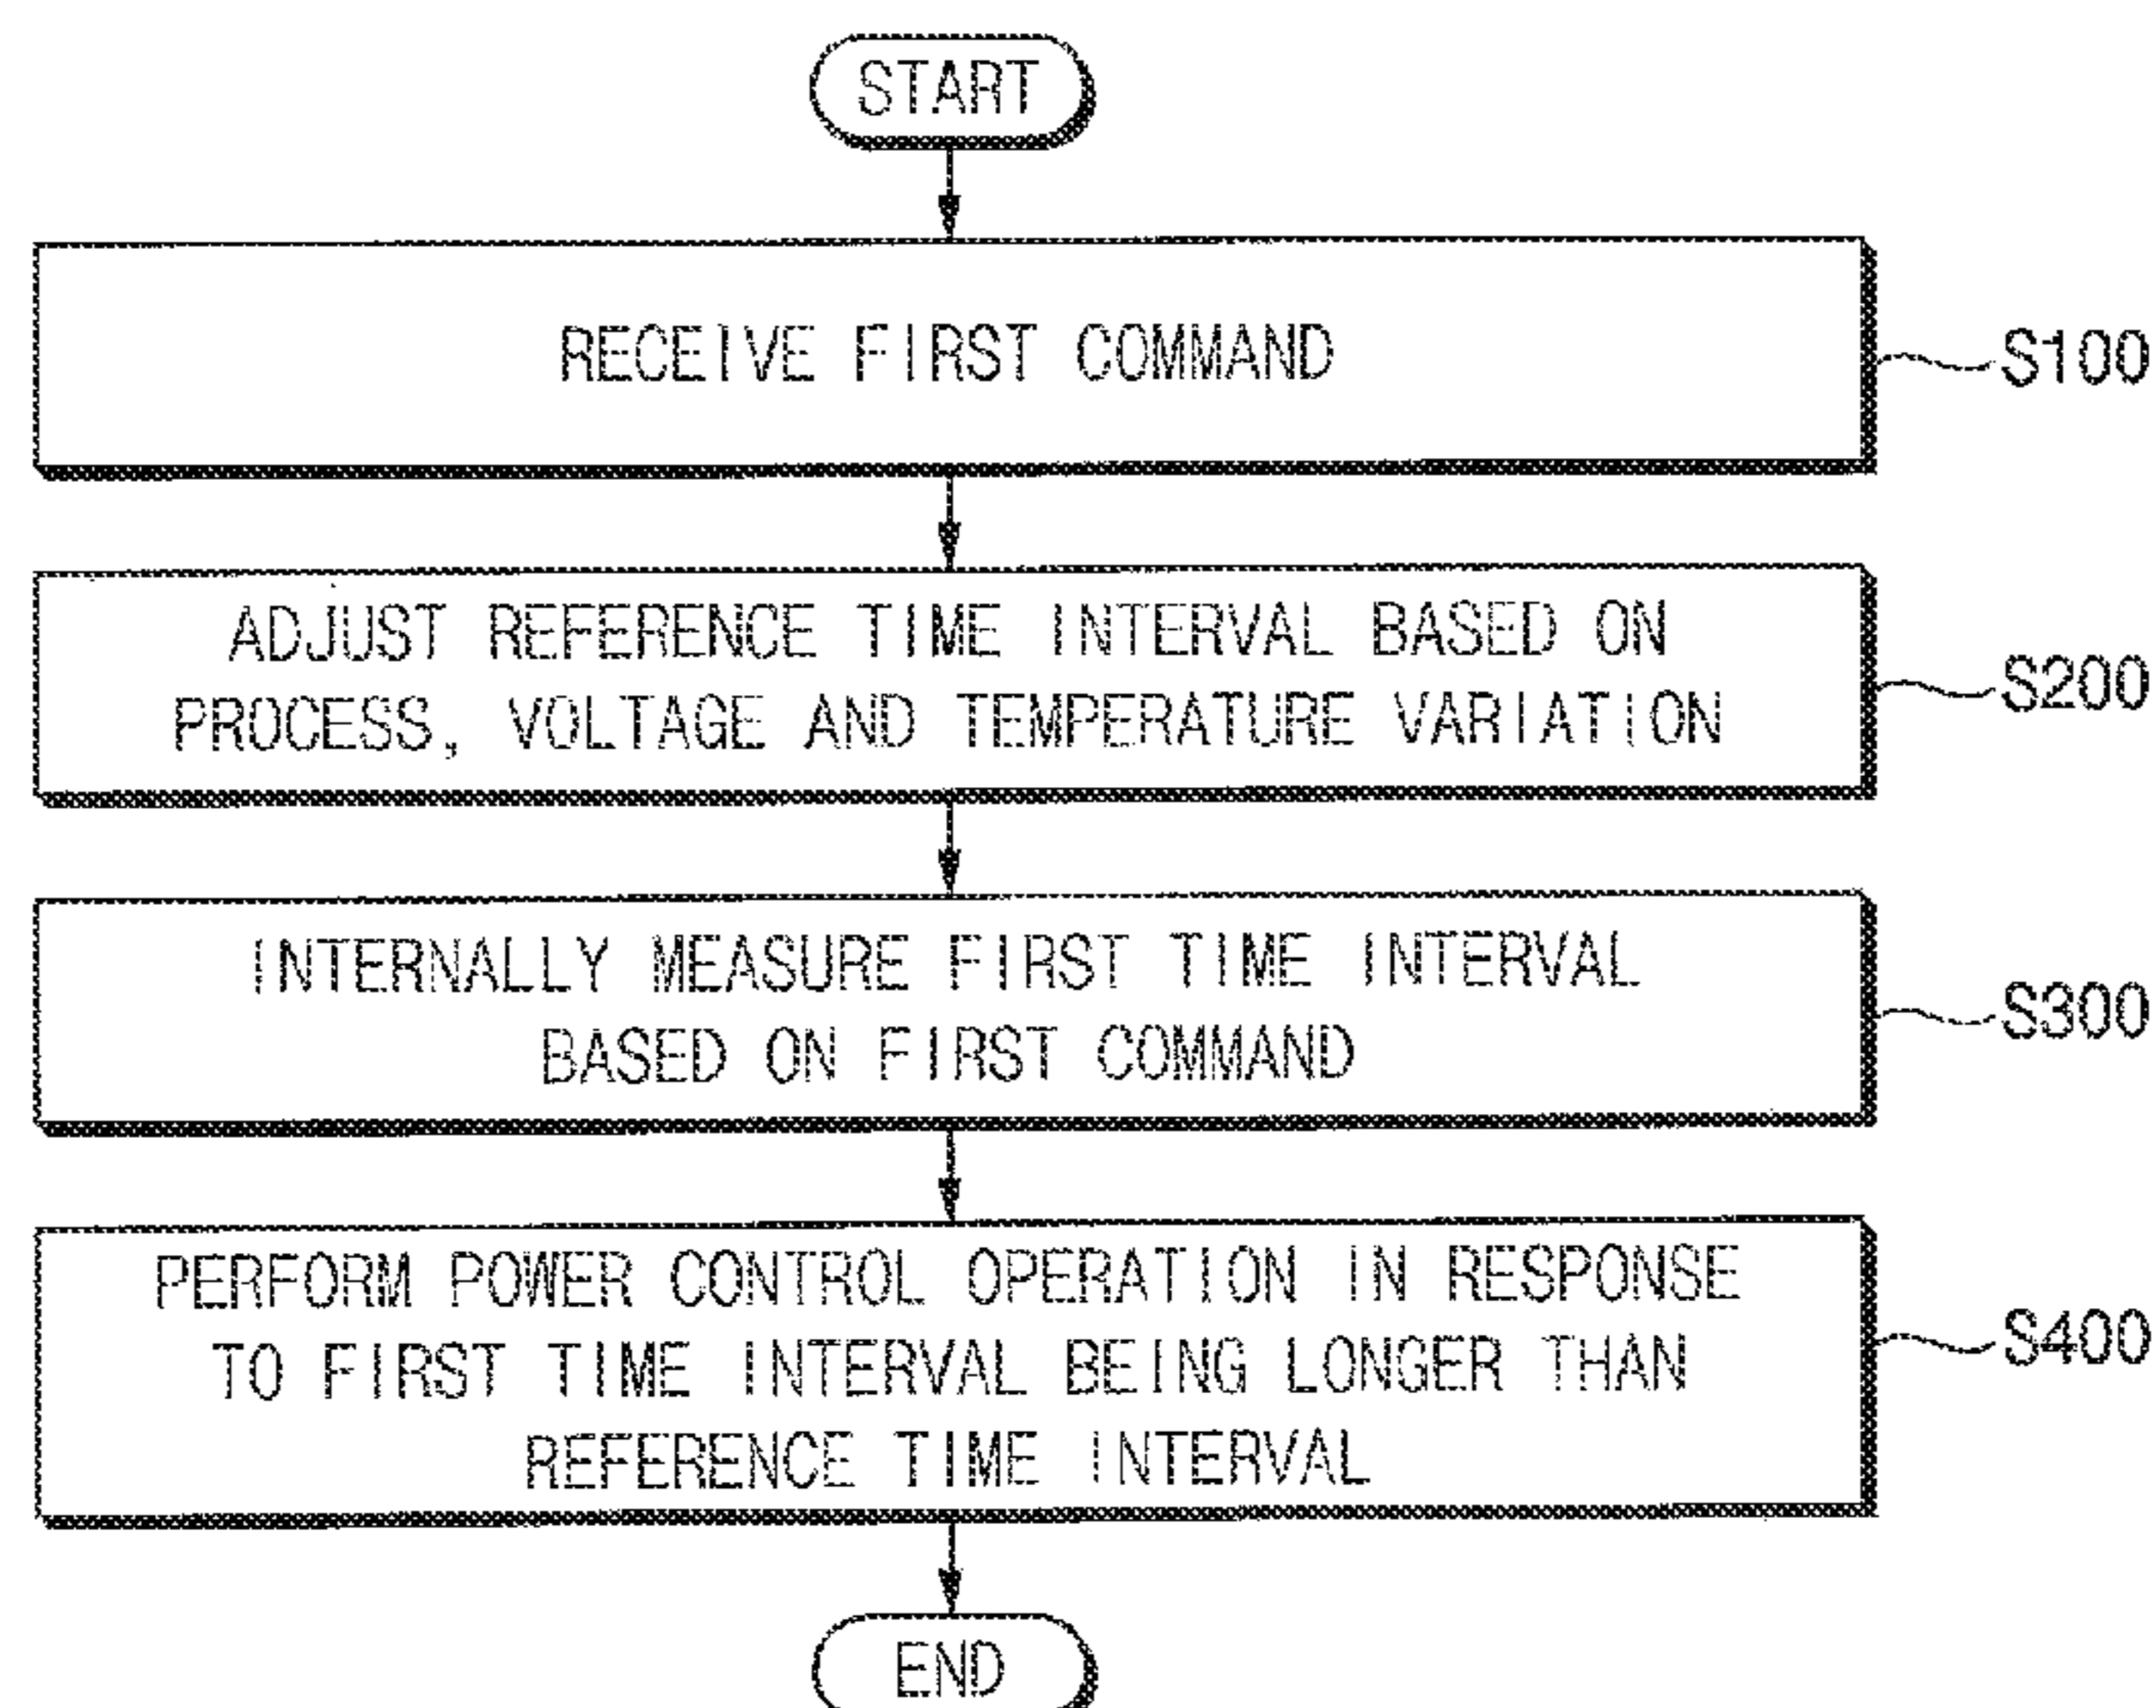 START
RECEIVE FIRST COMMAND
S100
ADJUST REFERENCE TIME INTERVAL BASED ON
PROCESS, VOLTAGE AND TEMPERATURE VARIATION
S200
INTERNALLY MEASURE FIRST TIME INTERVAL
BASED ON FIRST COMMAND
S300
PERFORM POWER CONTROL OPERATION IN RESPONSE
TO FIRST TIME INTERVAL BEING LONGER THAN
REFERENCE TIME INTERVAL
S400
END